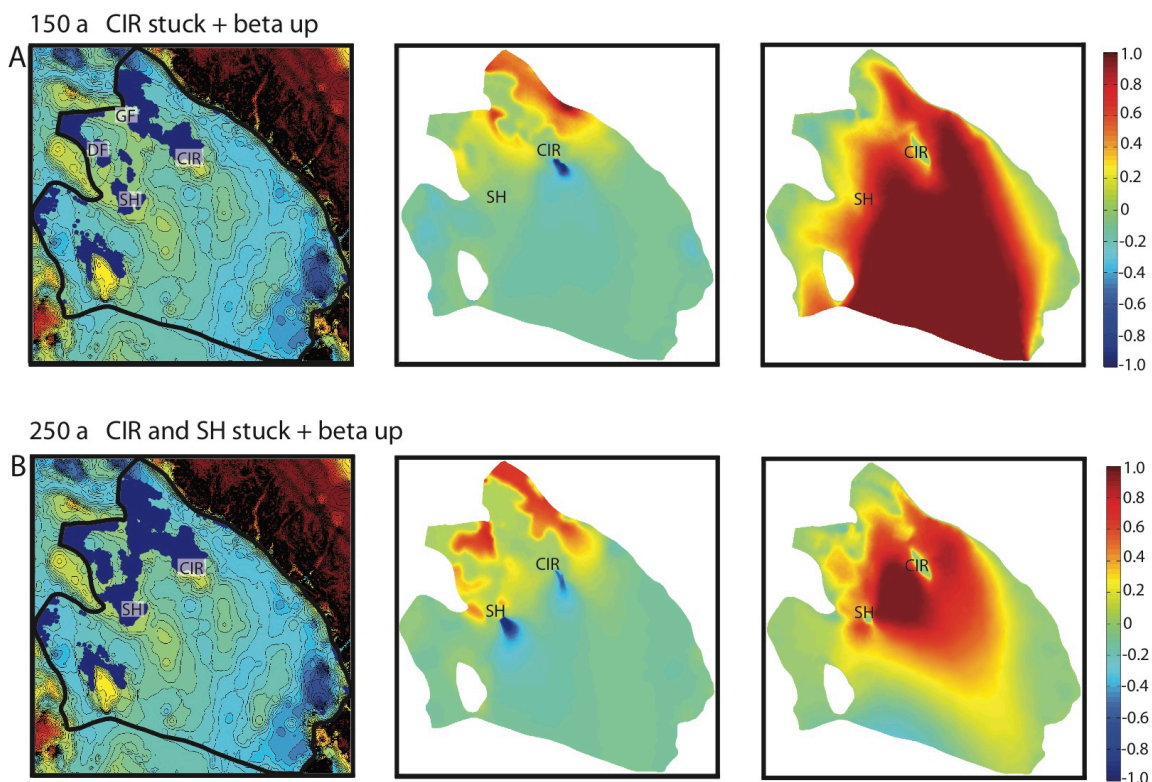 150 a CIR stuck + beta up
A
GF
DF
CIR
SH
CIR
SH
CIR
SH
1.0
0.8
0.6
0.4
0.2
0
-0.2
-0.4
-0.6
-0.8
-1.0
250 a CIR and SH stuck + beta up
B
CIR
SH
CIR
SH
CIR
SH
1.0
0.8
0.6
0.4
0.2
0
-0.2
-0.4
-0.6
-0.8
-1.0